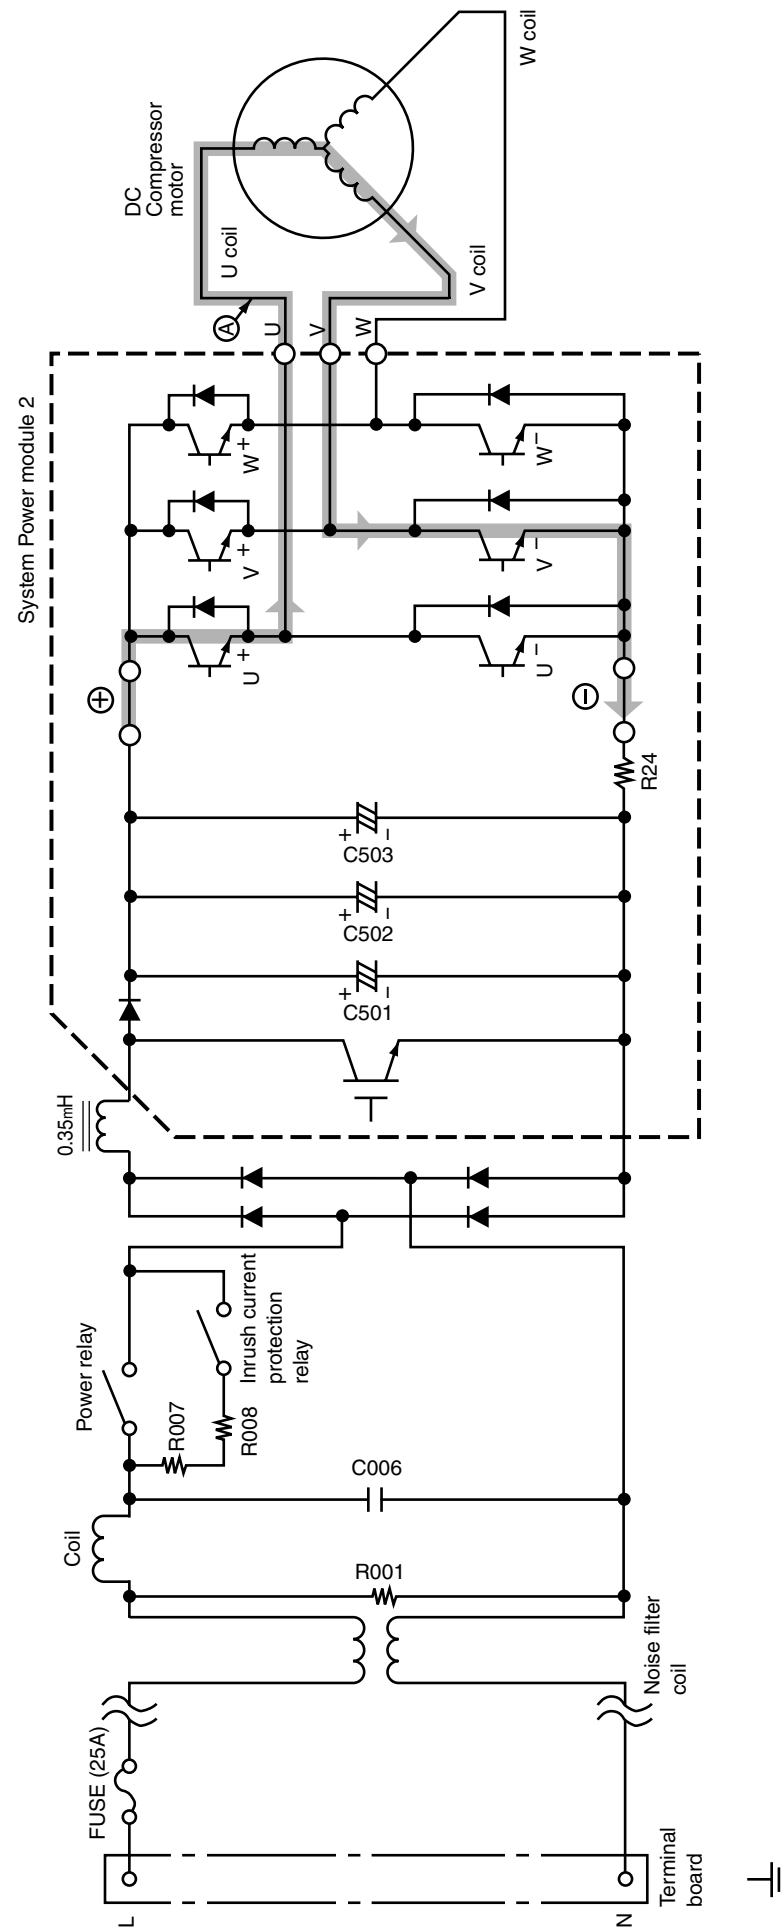 L
N
Terminal
board
FUSE (25A)
Noise filter
coil
R001
Coil
C006
R007
R008
Power relay
Inrush current
protection
relay
0.35mH
System Power module 2
+
−
C501
+
−
C502
+
−
C503
R24
+
−
U +
V +
W +
U −
V −
W −
U
V
W
A
U coil
V coil
W coil
DC
Compressor
motor